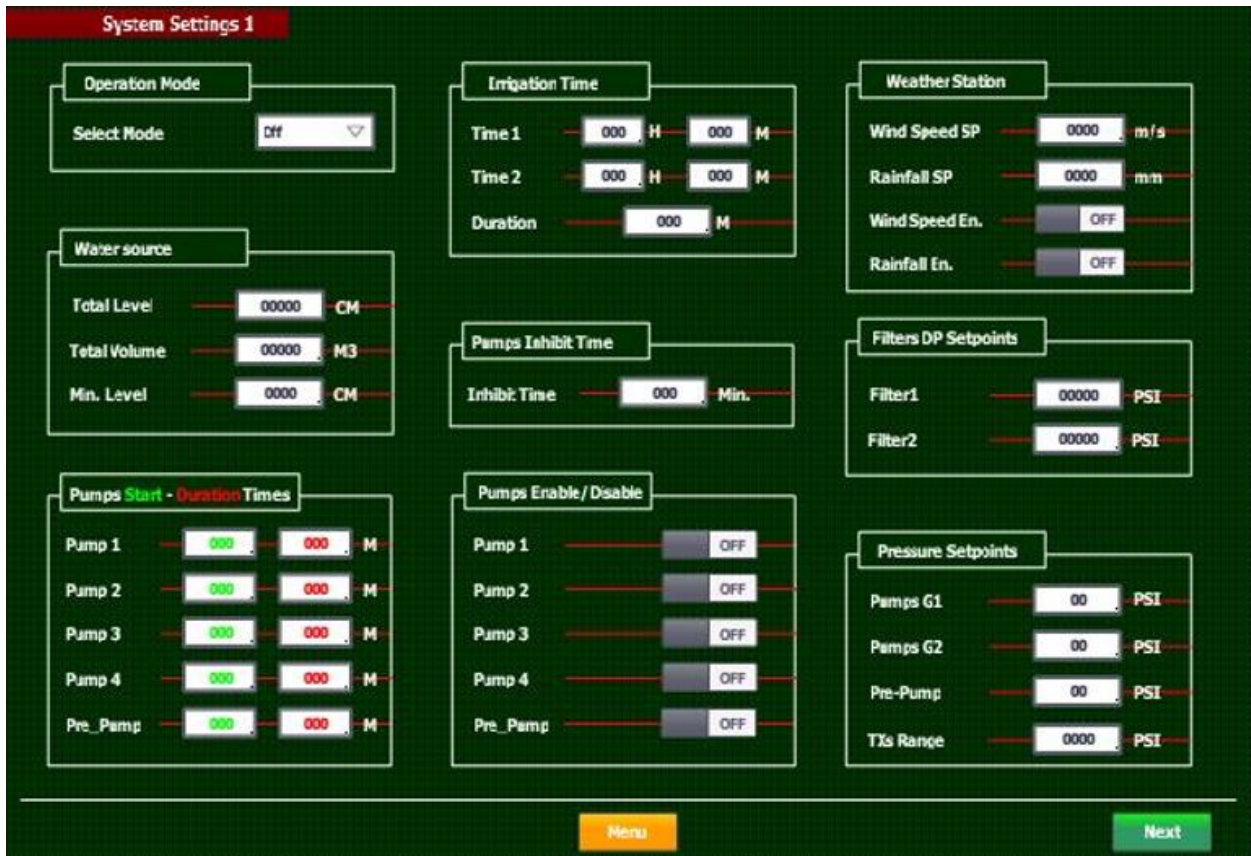 System Settings 1
Operation Mode
Select Mode Off
Water source
Total Level 00000 CM
Total Volume 00000 M3
Min. Level 0000 CM
Pumps Start - Duration Times
Pump 1 000 000 M
Pump 2 000 000 M
Pump 3 000 000 M
Pump 4 000 000 M
Pre_Pump 000 000 M
Irrigation Time
Time 1 000 H 000 M
Time 2 000 H 000 M
Duration 000 M
Pumps Inhibit Time
Inhibit Time 000 Min.
Pumps Enable/Disable
Pump 1 OFF
Pump 2 OFF
Pump 3 OFF
Pump 4 OFF
Pre_Pump OFF
Weather Station
Wind Speed SP 0000 m/s
Rainfall SP 0000 mm
Wind Speed En. OFF
Rainfall En. OFF
Filters DP Setpoints
Filter1 00000 PSI
Filter2 00000 PSI
Pressure Setpoints
Pumps G1 00 PSI
Pumps G2 00 PSI
Pre-Pump 00 PSI
TXs Range 0000 PSI
Menu
Next